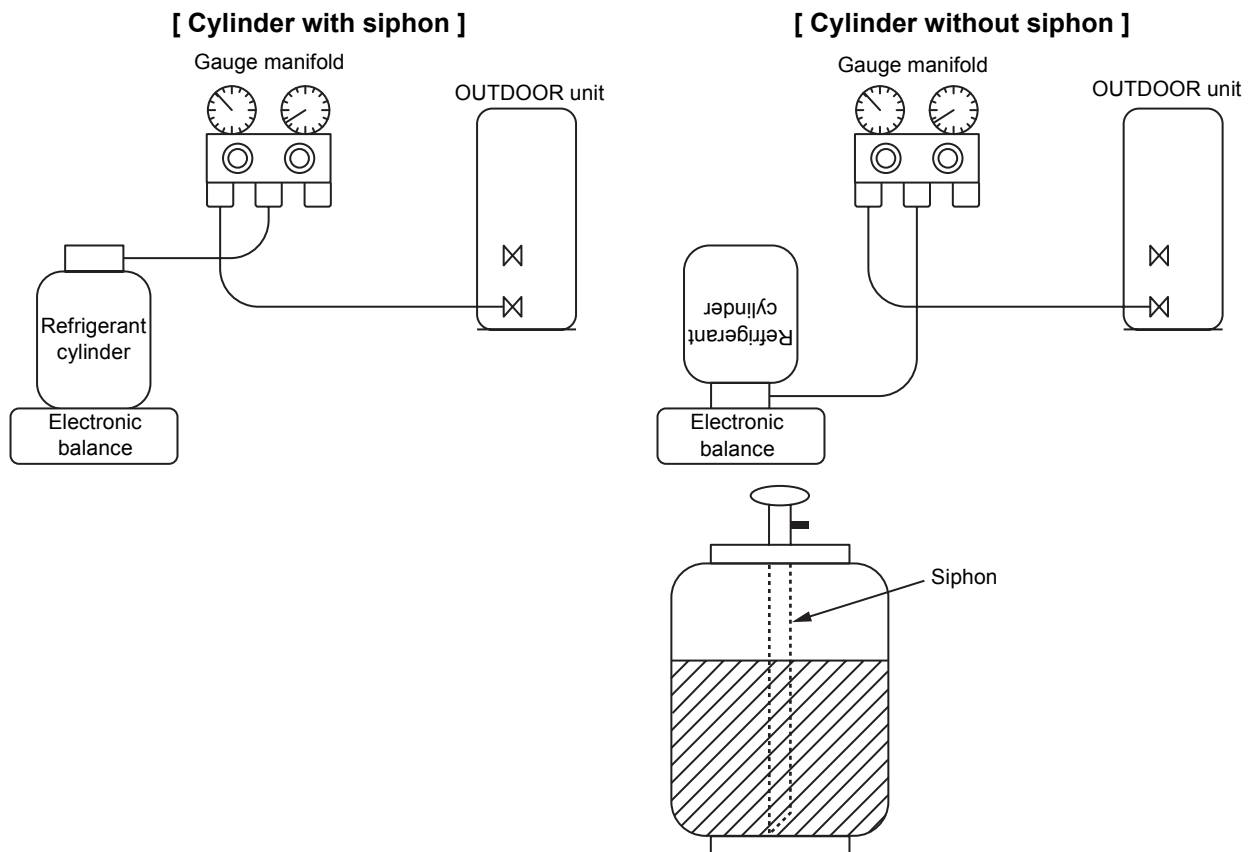 [ Cylinder with siphon ]
Gauge manifold
OUTDOOR unit
Refrigerant
cylinder
Electronic
balance
[ Cylinder without siphon ]
Gauge manifold
OUTDOOR unit
Refrigerant
cylinder
Electronic
balance
Siphon